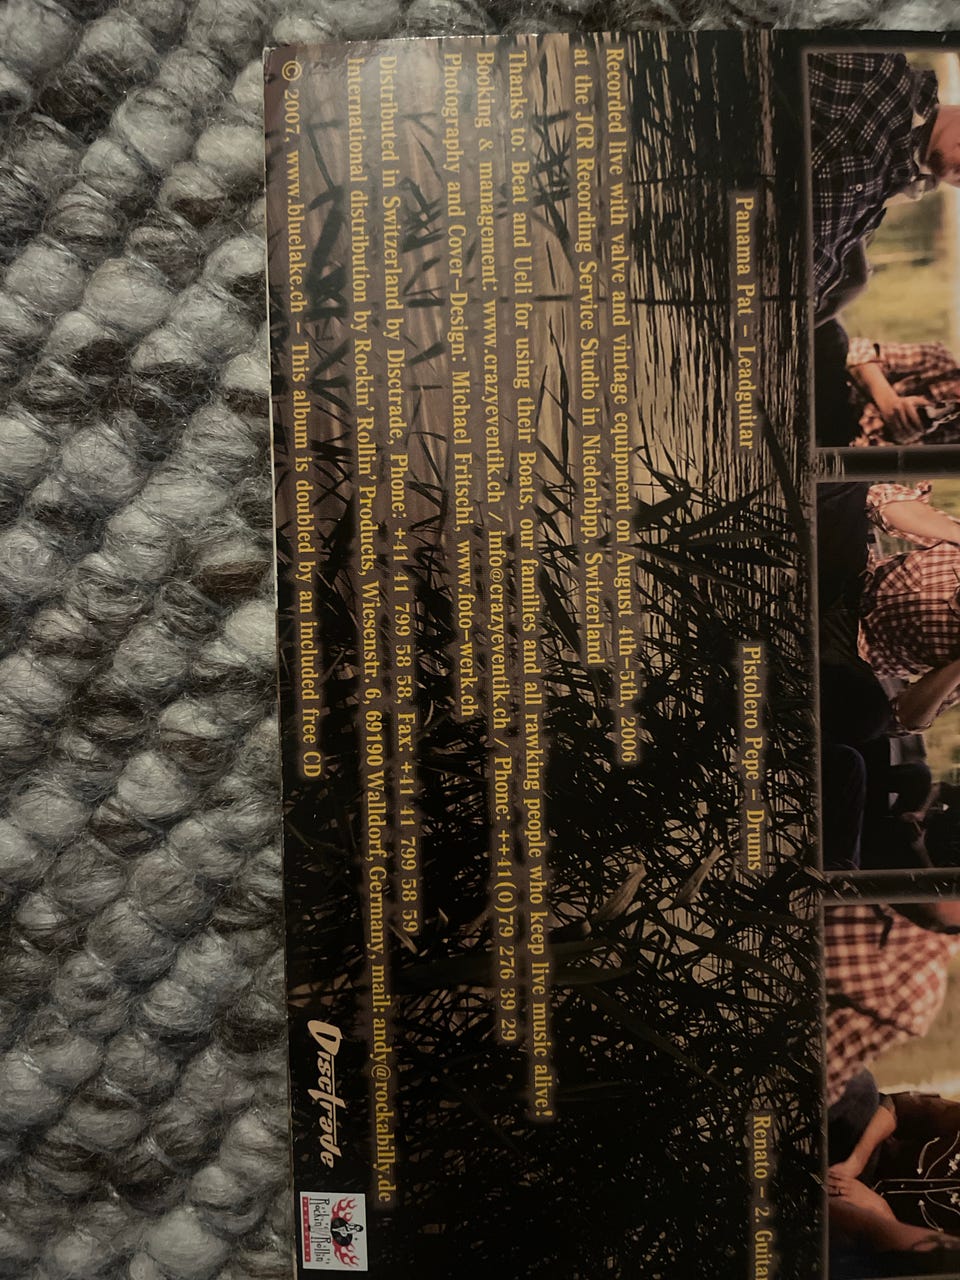 Panama Pat - Leadguitar
Pistolero Pepe - Drums
Renato - 2. Guita
Recorded live with valve and vintage equipment on August 4th-5th, 2006
at the JCR Recording Service Studio in Niederbipp, Switzerland
Thanks to: Beat and Ueli for using their Boats, our families and all rawking people who keep live music alive!
Booking & management: www.crazyeventik.ch / info@crazyeventik.ch / Phone: ++41(0)79 276 39 29
Photography and Cover-Design: Michael Fritschi, www.foto-werk.ch
Distributed in Switzerland by Disctrade, Phone: ++41 41 799 58 58, Fax: ++41 41 799 58 59
International distribution by Rockin'Rollin' Products, Wiesenstr. 6, 69190 Walldorf, Germany, mail: andy@rockabilly.de
© 2007, www.bluelake.ch - This album is doubled by an included free CD
Disctrade
Rockin'Rollin'